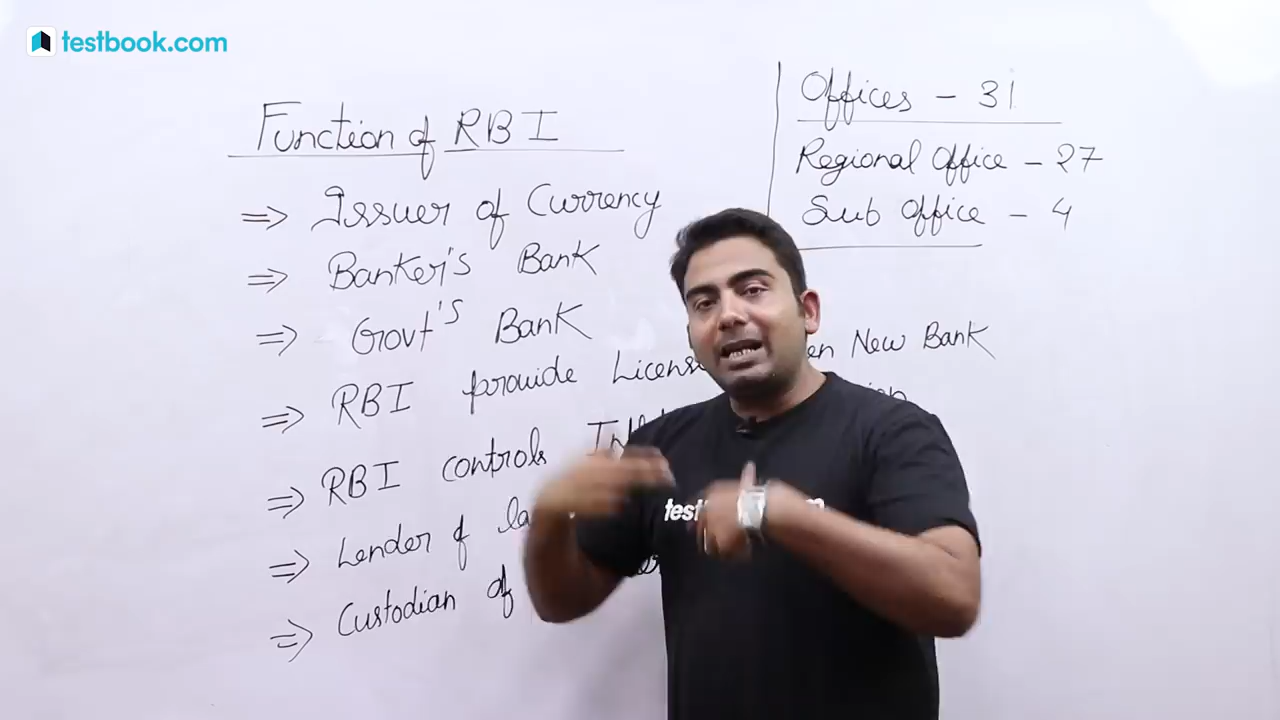 testbook.com
Function of RBI
⇒ Issuer of Currency
⇒ Banker's Bank
⇒ Govt's Bank
⇒ RBI provide New Bank
⇒ RBI controls
⇒ Lender of
⇒ Custodian of
Offices - 31
Regional Office - 27
Sub Office - 4